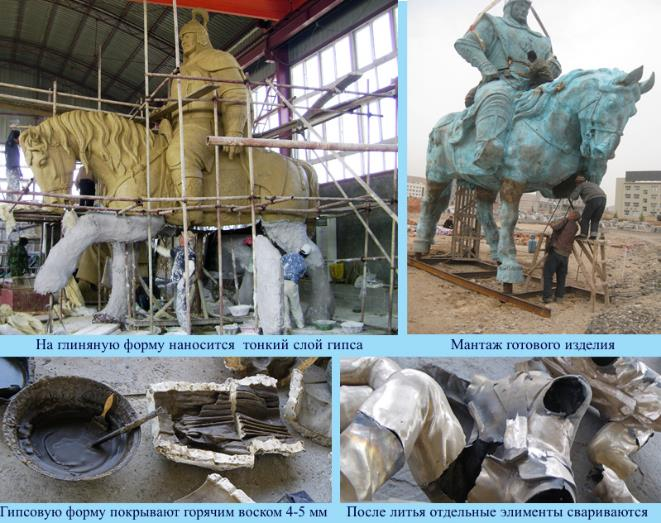 На глиняную форму наносится тонкий слой гипса
Мантаж готового изделия
Гипсовую форму покрывают горячим воском 4-5 мм
После литья отдельные элименты свариваются